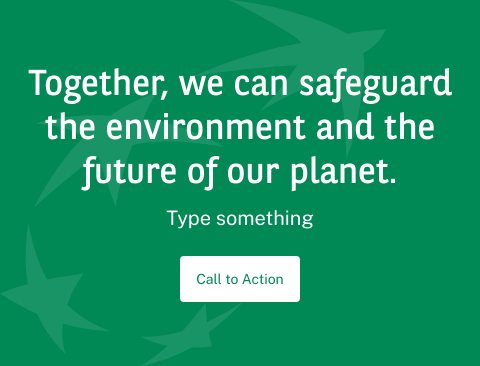 Together, we can safeguard
the environment and the
future of our planet.
Type something
Call to Action